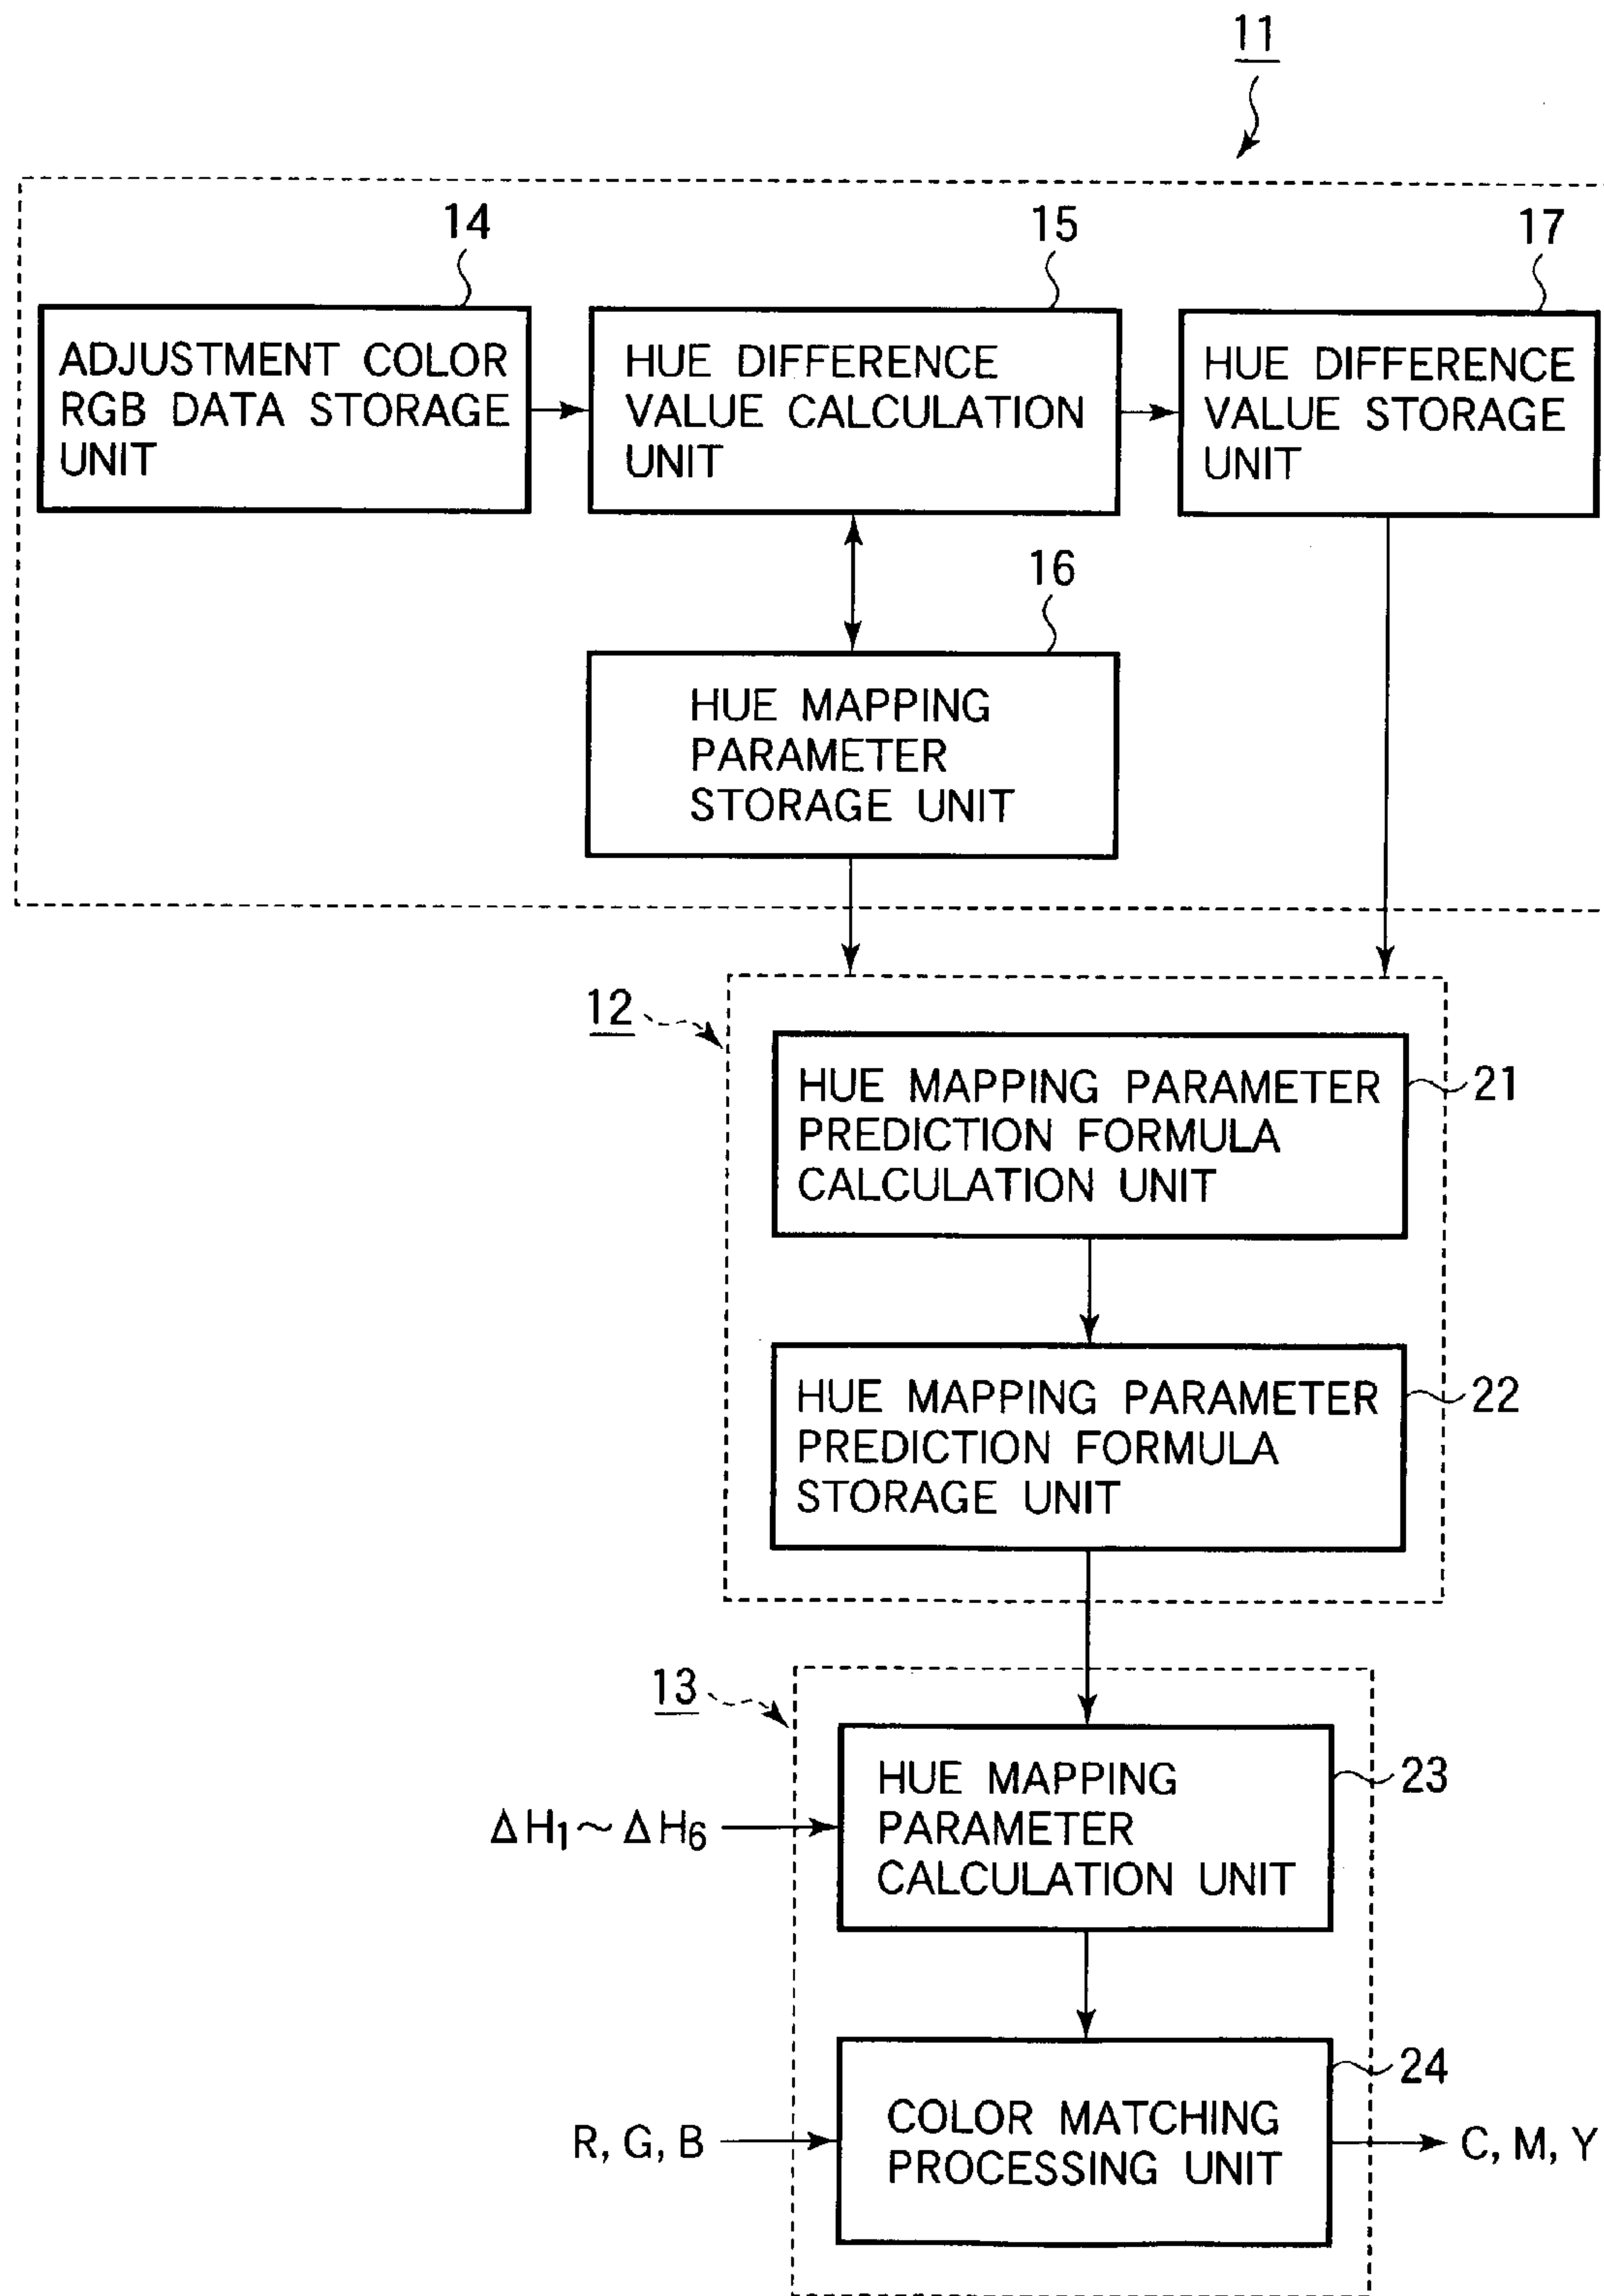 11
14
15
17
ADJUSTMENT COLOR
RGB DATA STORAGE
UNIT
HUE DIFFERENCE
VALUE CALCULATION
UNIT
HUE DIFFERENCE
VALUE STORAGE
UNIT
16
HUE MAPPING
PARAMETER
STORAGE UNIT
12
HUE MAPPING PARAMETER
PREDICTION FORMULA
CALCULATION UNIT
21
HUE MAPPING PARAMETER
PREDICTION FORMULA
STORAGE UNIT
22
13
HUE MAPPING
PARAMETER
CALCULATION UNIT
23
ΔH₁~ΔH₆
COLOR MATCHING
PROCESSING UNIT
24
R, G, B
C, M, Y